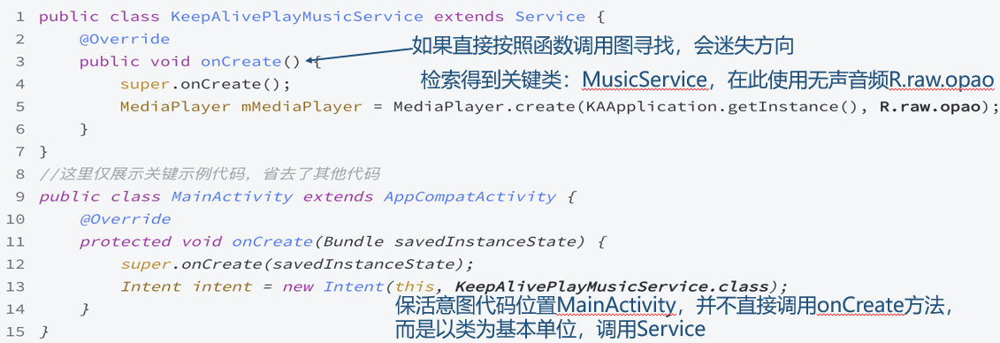 1 public class KeepAlivePlayMusicService extends Service {
2 @Override
如果直接按照函数调用图寻找，会迷失方向
3 public void onCreate() {
检索得到关键类：MusicService，在此使用无声音频R.raw.opao
4 super.onCreate();
5 MediaPlayer mMediaPlayer = MediaPlayer.create(KAApplication.getInstance(), R.raw.opao);
6 }
7 }
8 //这里仅展示关键示例代码，省去了其他代码
9 public class MainActivity extends AppCompatActivity {
10 @Override
11 protected void onCreate(Bundle savedInstanceState) {
12 super.onCreate(savedInstanceState);
13 Intent intent = new Intent(this, KeepAlivePlayMusicService.class);
14 }
保活意图代码位置MainActivity，并不直接调用onCreate方法，
而是以类为基本单位，调用Service
15 }